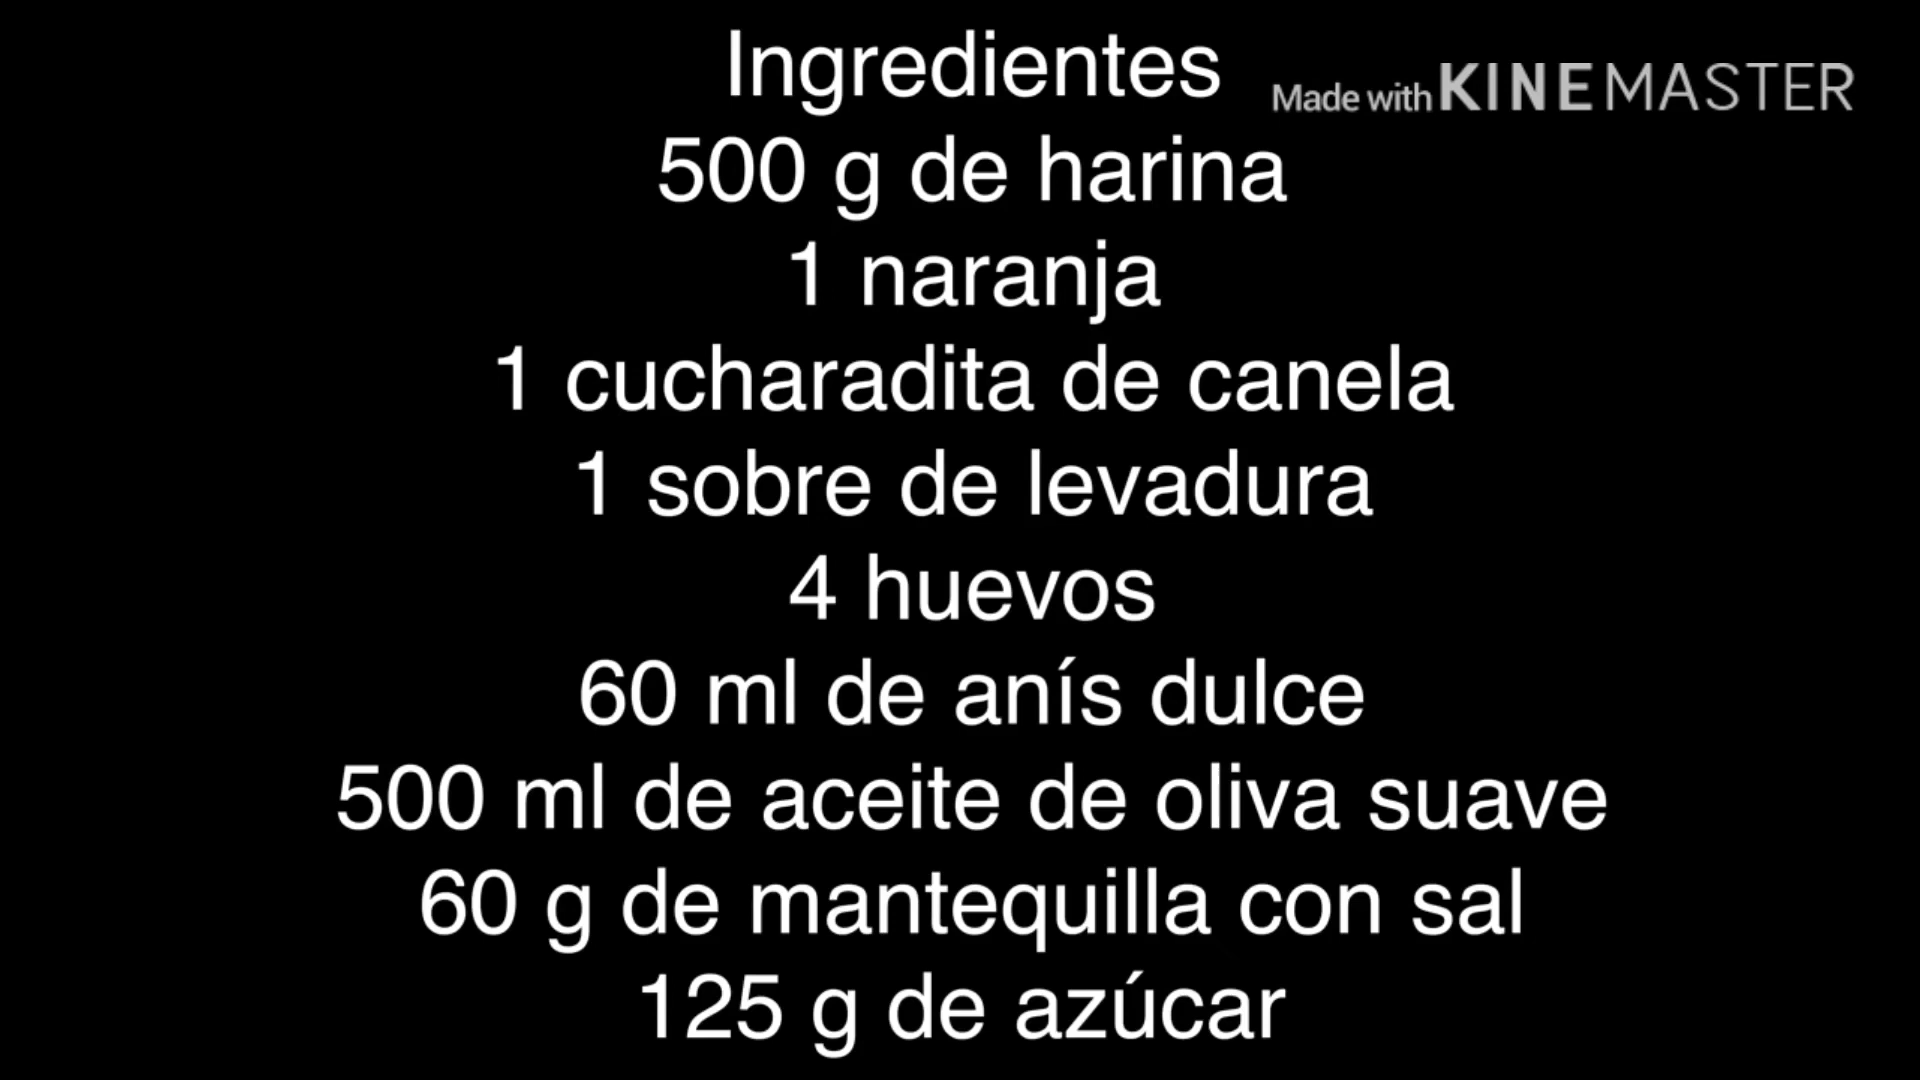 Ingredientes
Made with KINEMASTER
500 g de harina
1 naranja
1 cucharadita de canela
1 sobre de levadura
4 huevos
60 ml de anís dulce
500 ml de aceite de oliva suave
60 g de mantequilla con sal
125 g de azúcar